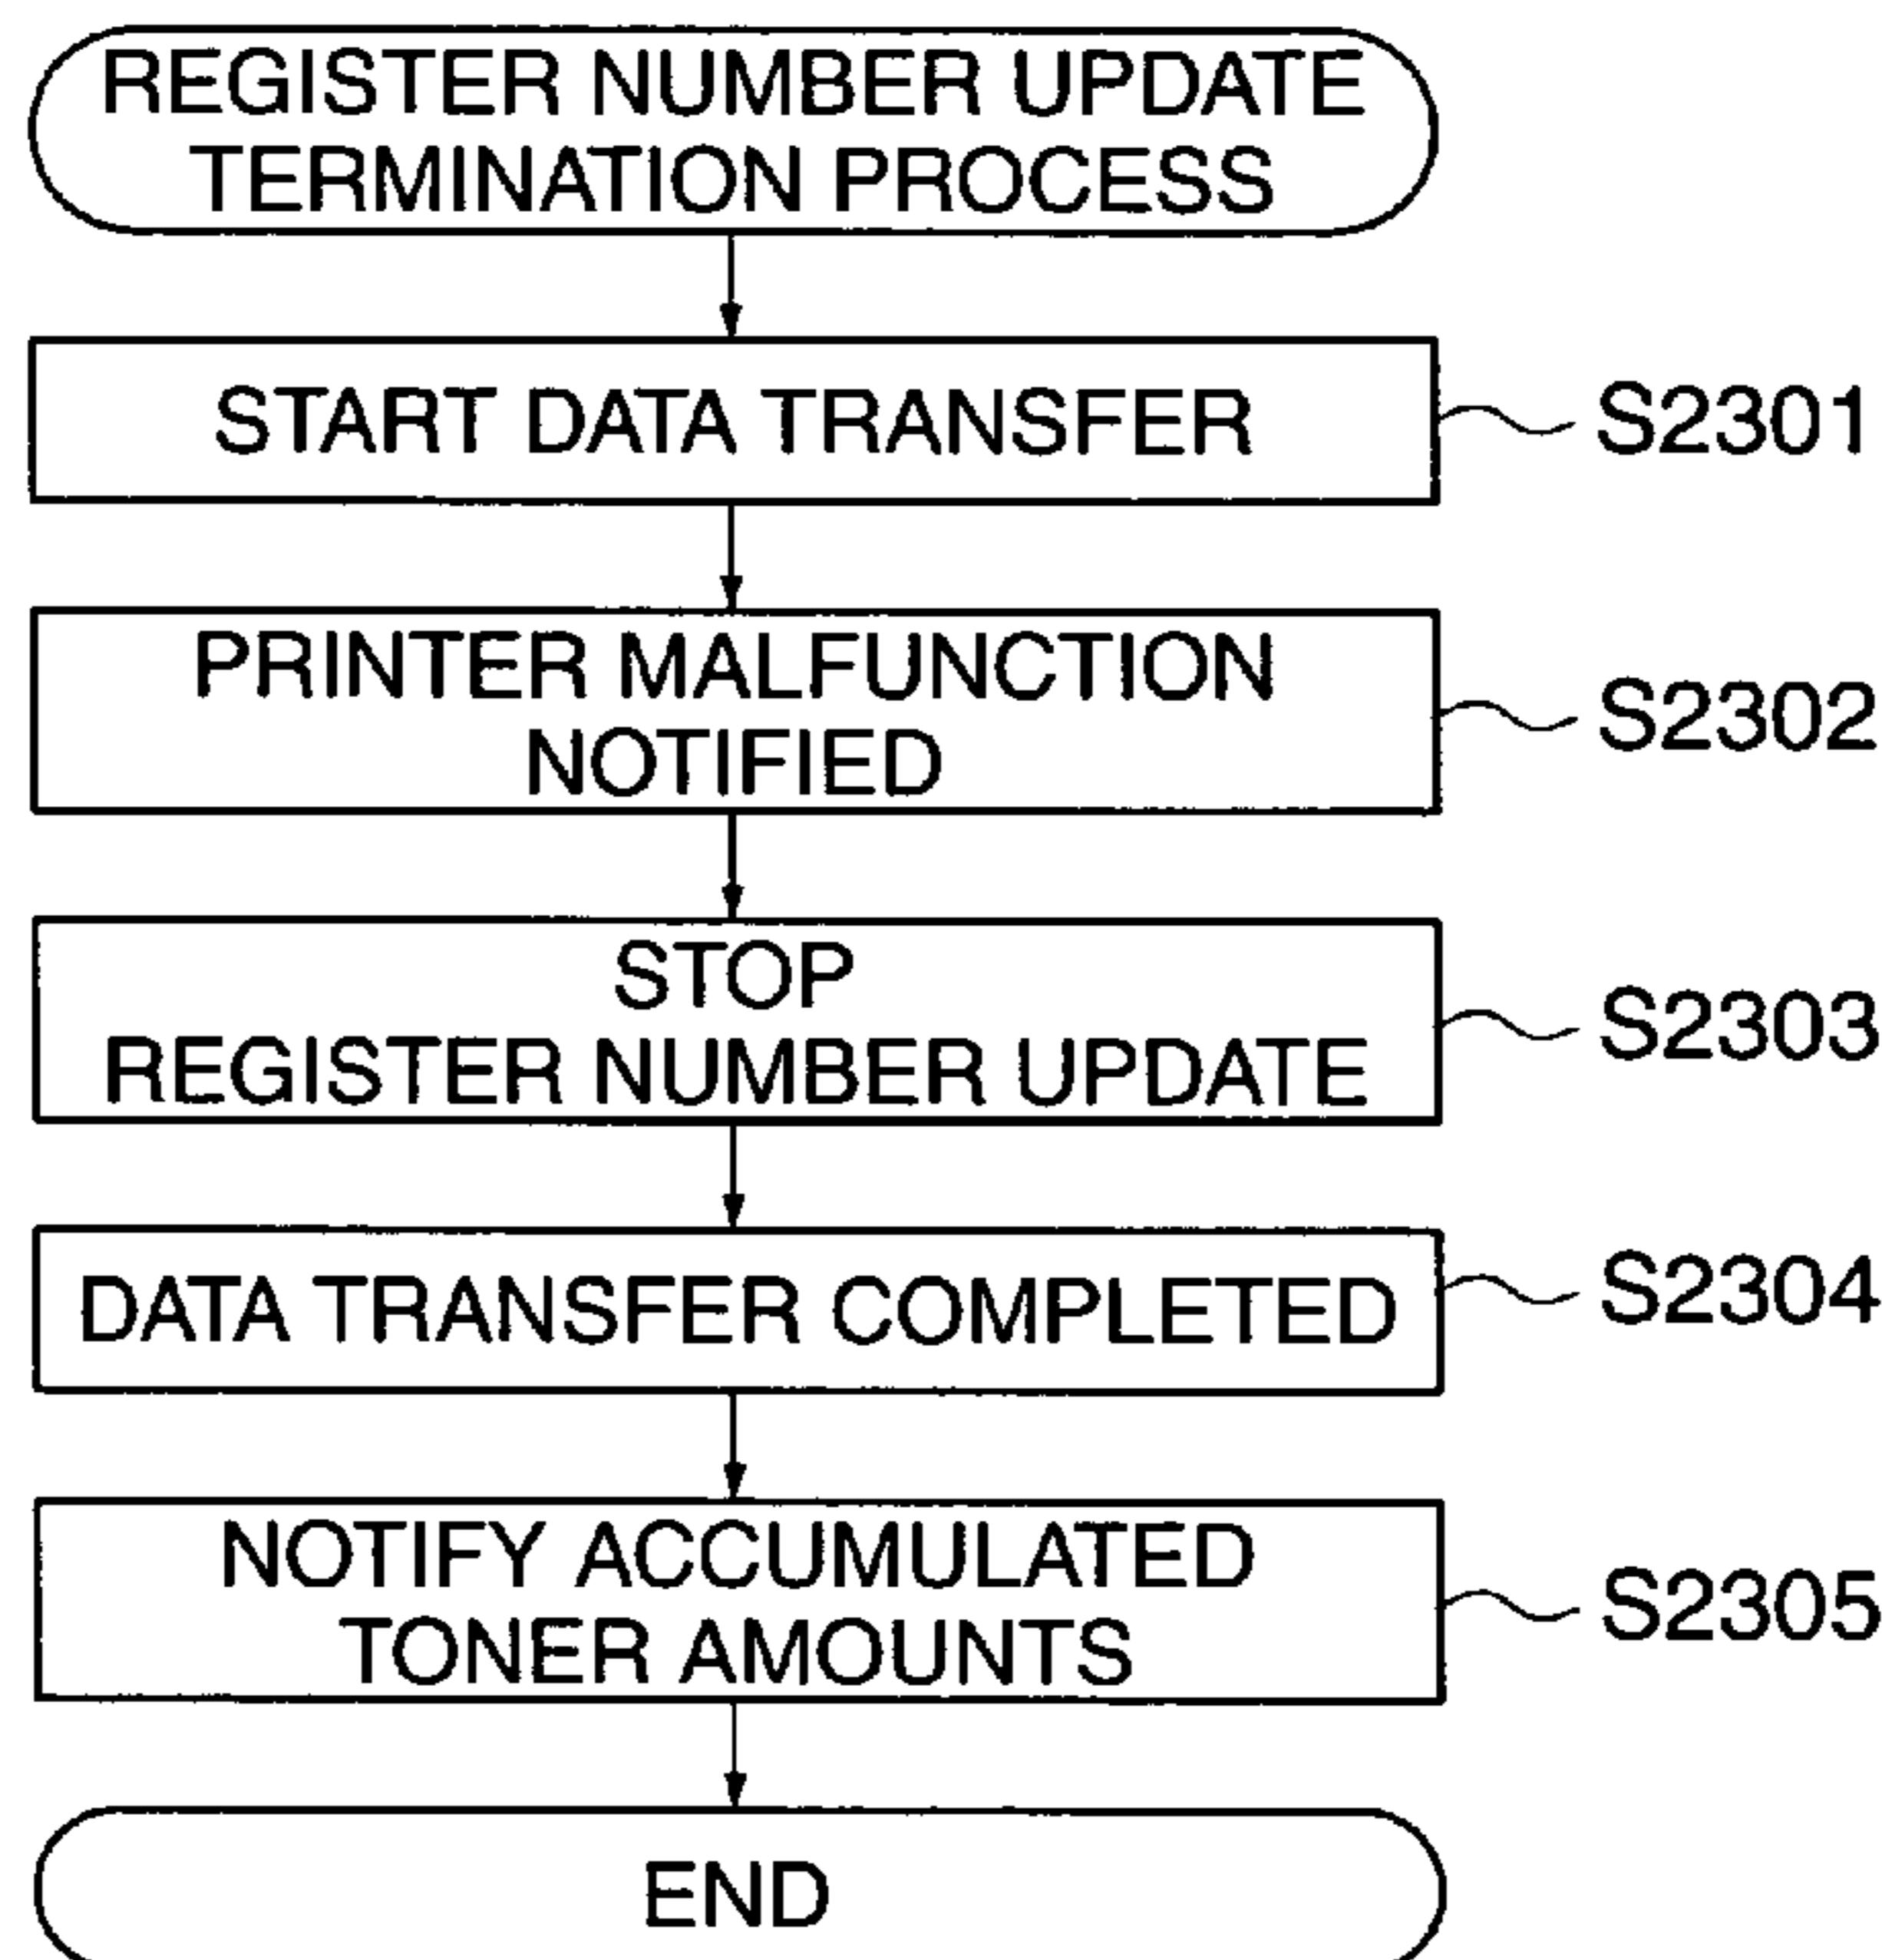 REGISTER NUMBER UPDATE
TERMINATION PROCESS
START DATA TRANSFER
S2301
PRINTER MALFUNCTION
NOTIFIED
S2302
STOP
REGISTER NUMBER UPDATE
S2303
DATA TRANSFER COMPLETED
S2304
NOTIFY ACCUMULATED
TONER AMOUNTS
S2305
END